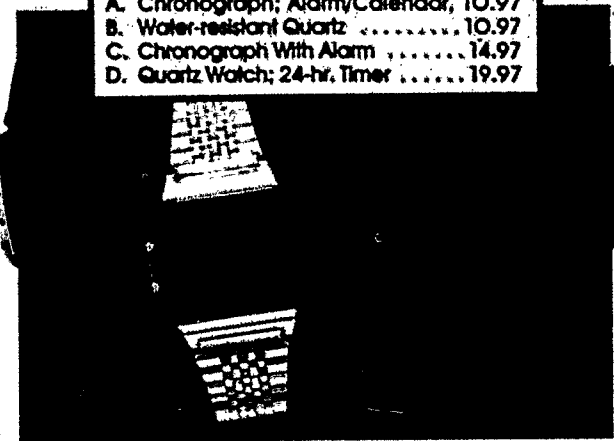 A. Chronograph; Alarm/Calendar, 10.97
B. Water-resistant Quartz ......... 10.97
C. Chronograph With Alarm ...... 14.97
D. Quartz Watch; 24-hr. Timer ...... 19.97